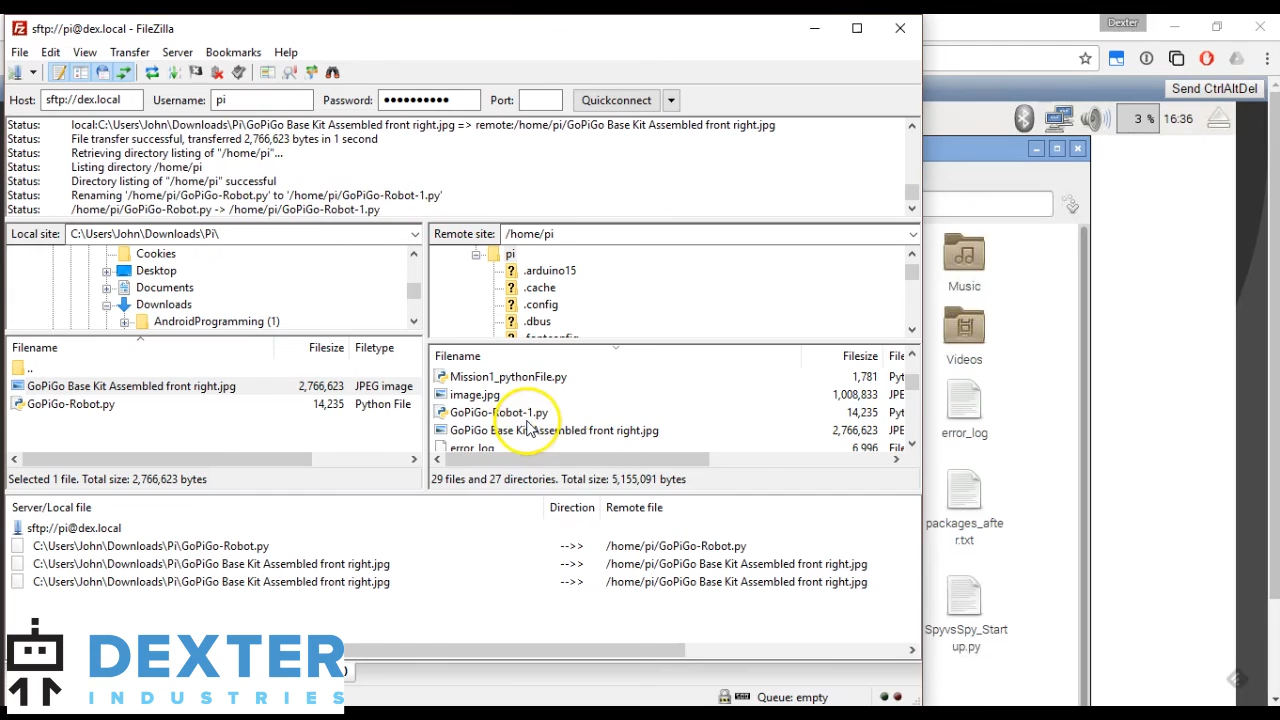 sftp://pi@dex.local - FileZilla
Dexter
File Edit View Transfer Server Bookmarks Help
Host: sftp://dex.local Username: pi Password: ●●●●●●●●●● Port: Quickconnect
Send CtrlAltDel
3 % 16:36
Status: local:C:\Users\John\Downloads\Pi\GoPiGo Base Kit Assembled front right.jpg => remote:/home/pi/GoPiGo Base Kit Assembled front right.jpg
Status: File transfer successful, transferred 2,766,623 bytes in 1 second
Status: Retrieving directory listing of "/home/pi"...
Status: Listing directory /home/pi
Status: Directory listing of "/home/pi" successful
Status: Renaming '/home/pi/GoPiGo-Robot.py' to '/home/pi/GoPiGo-Robot-1.py'
Status: /home/pi/GoPiGo-Robot.py -> /home/pi/GoPiGo-Robot-1.py
Local site: C:\Users\John\Downloads\Pi\
Cookies
Desktop
Documents
Downloads
AndroidProgramming (1)
Remote site: /home/pi
pi
.arduino15
.cache
.config
.dbus
.fontconfig
Filename Filesize Filetype
..
GoPiGo Base Kit Assembled front right.jpg 2,766,623 JPEG image
GoPiGo-Robot.py 14,235 Python File
Selected 1 file. Total size: 2,766,623 bytes
Filename Filesize File
Mission1_pythonFile.py 1,781 Pyt
image.jpg 1,008,833 JPE
GoPiGo-Robot-1.py 14,235 Pyt
GoPiGo Base Kit Assembled front right.jpg 2,766,623 JPE
error_log 6,996 File
29 files and 27 directories. Total size: 5,155,091 bytes
Server/Local file Direction Remote file
sftp://pi@dex.local
C:\Users\John\Downloads\Pi\GoPiGo-Robot.py -->> /home/pi/GoPiGo-Robot.py
C:\Users\John\Downloads\Pi\GoPiGo Base Kit Assembled front right.jpg -->> /home/pi/GoPiGo Base Kit Assembled front right.jpg
C:\Users\John\Downloads\Pi\GoPiGo Base Kit Assembled front right.jpg -->> /home/pi/GoPiGo Base Kit Assembled front right.jpg
Queue: empty
Music
Videos
error_log
packages_afte
r.txt
SpyvsSpy_Start
up.py
DEXTER
INDUSTRIES